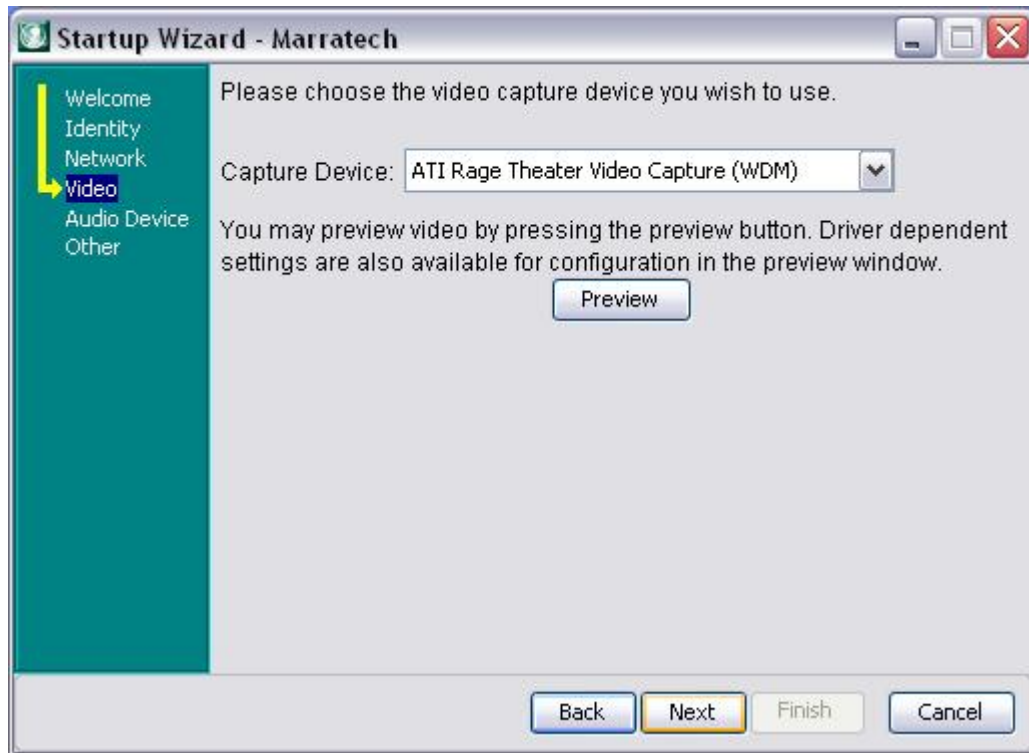 Startup Wizard - Marratech
Welcome
Identity
Network
Video
Audio Device
Other
Please choose the video capture device you wish to use.
Capture Device: ATI Rage Theater Video Capture (WDM)
You may preview video by pressing the preview button. Driver dependent
settings are also available for configuration in the preview window.
Preview
Back Next Finish Cancel